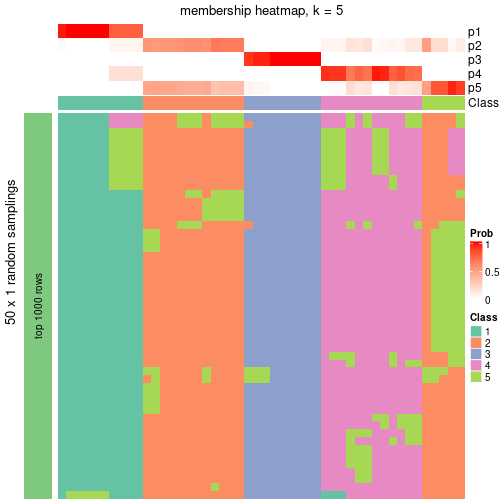 membership heatmap, k = 5
p1
p2
p3
p4
p5
Class
50 x 1 random samplings
top 1000 rows
Prob
1
0.5
0
Class
1
2
3
4
5